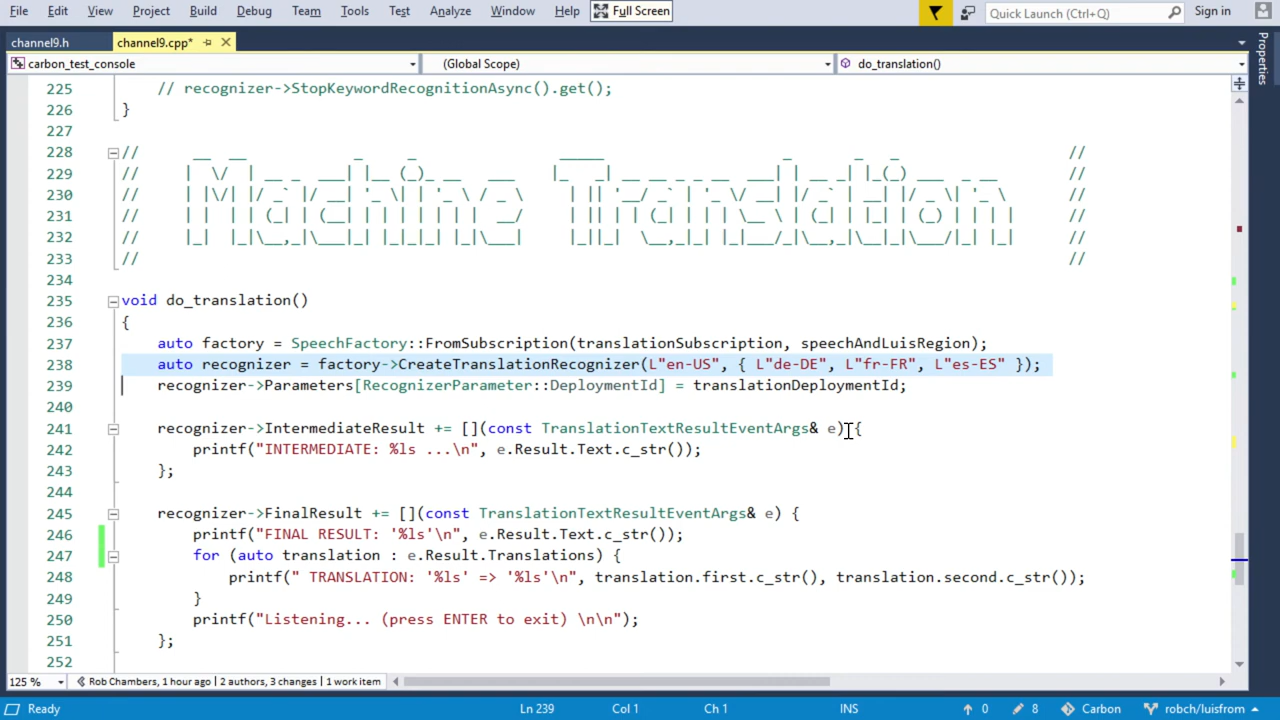 File Edit View Project Build Debug Team Tools Test Analyze Window Help Full Screen Quick Launch (Ctrl+Q) Sign in
channel9.h channel9.cpp*
Properties
carbon_test_console (Global Scope) do_translation()
225 // recognizer->StopKeywordRecognitionAsync().get();
226 }
227
228 // //
229 // Machine Translation //
230 // //
231 // //
232 // //
233 // //
234
235 void do_translation()
236 {
237 auto factory = SpeechFactory::FromSubscription(translationSubscription, speechAndLuisRegion);
238 auto recognizer = factory->CreateTranslationRecognizer(L"en-US", { L"de-DE", L"fr-FR", L"es-ES" });
239 recognizer->Parameters[RecognizerParameter::DeploymentId] = translationDeploymentId;
240
241 recognizer->IntermediateResult += [](const TranslationTextResultEventArgs& e) {
242 printf("INTERMEDIATE: %ls ...\n", e.Result.Text.c_str());
243 };
244
245 recognizer->FinalResult += [](const TranslationTextResultEventArgs& e) {
246 printf("FINAL RESULT: '%ls'\n", e.Result.Text.c_str());
247 for (auto translation : e.Result.Translations) {
248 printf(" TRANSLATION: '%ls' => '%ls'\n", translation.first.c_str(), translation.second.c_str());
249 }
250 printf("Listening... (press ENTER to exit) \n\n");
251 };
252
125 % Rob Chambers, 1 hour ago | 2 authors, 3 changes | 1 work item
Ready Ln 239 Col 1 Ch 1 INS 0 8 Carbon robch/luisfrom